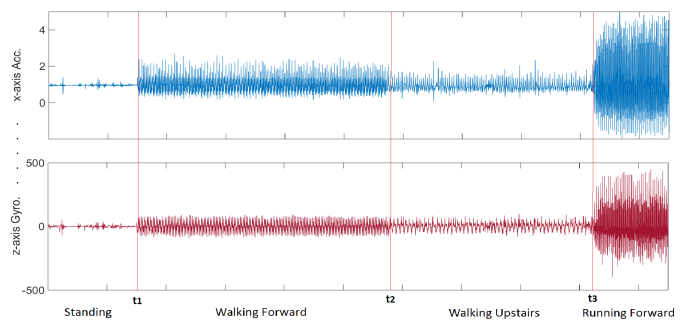 x-axis Acc.
4
2
0
. . . . .
z-axis Gyro.
500
0
-500
t1
t2
t3
Standing
Walking Forward
Walking Upstairs
Running Forward